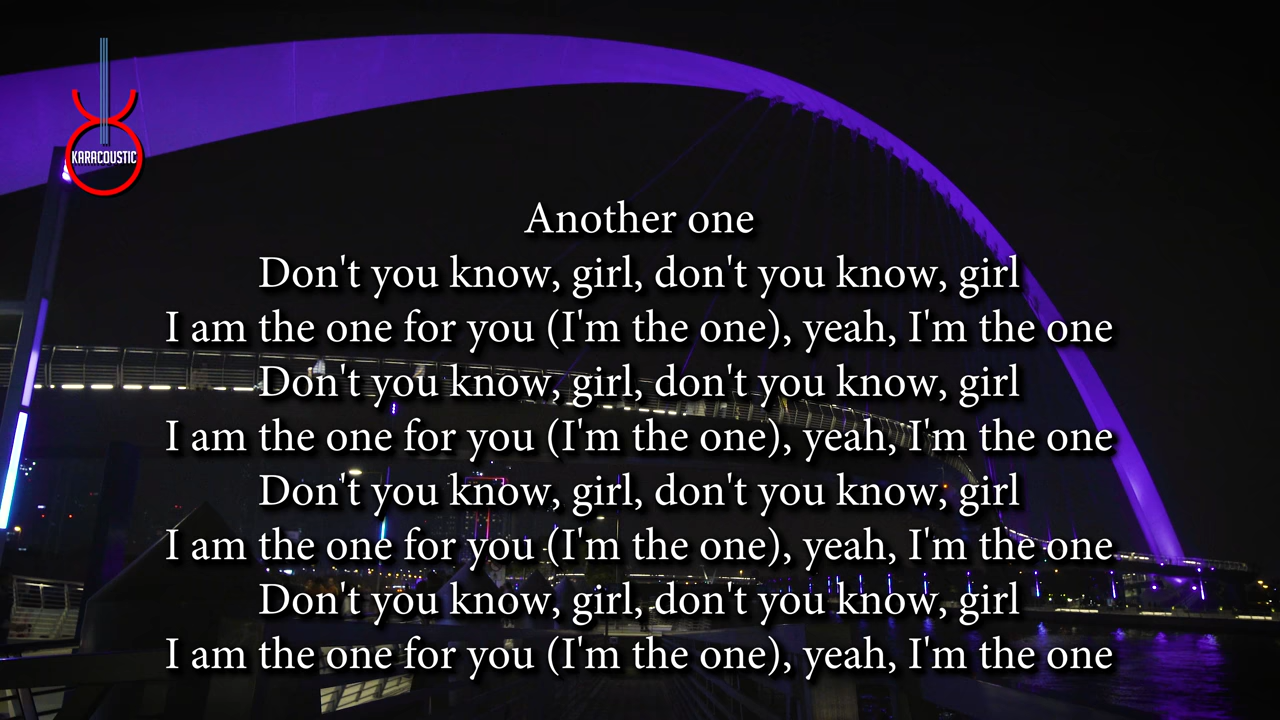 KARACOUSTIC
Another one
Don't you know, girl, don't you know, girl
I am the one for you (I'm the one), yeah, I'm the one
Don't you know, girl, don't you know, girl
I am the one for you (I'm the one), yeah, I'm the one
Don't you know, girl, don't you know, girl
I am the one for you (I'm the one), yeah, I'm the one
Don't you know, girl, don't you know, girl
I am the one for you (I'm the one), yeah, I'm the one